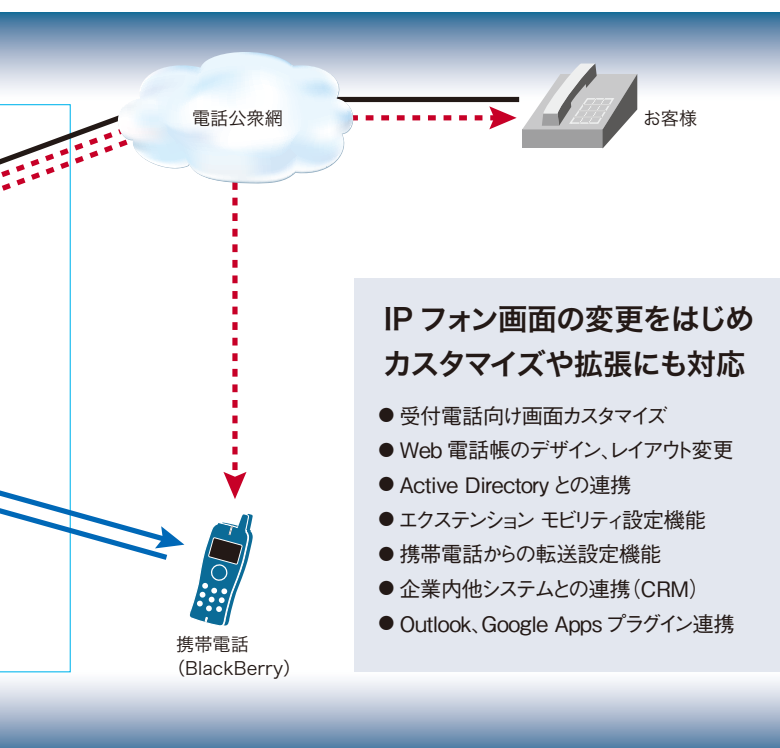 電話公衆網
お客様
IP フォン画面の変更をはじめ
カスタマイズや拡張にも対応
● 受付電話向け画面カスタマイズ
● Web 電話帳のデザイン、レイアウト変更
● Active Directory との連携
● エクステンション モビリティ設定機能
● 携帯電話からの転送設定機能
● 企業内他システムとの連携（CRM）
● Outlook、Google Apps プラグイン連携
携帯電話
（BlackBerry）